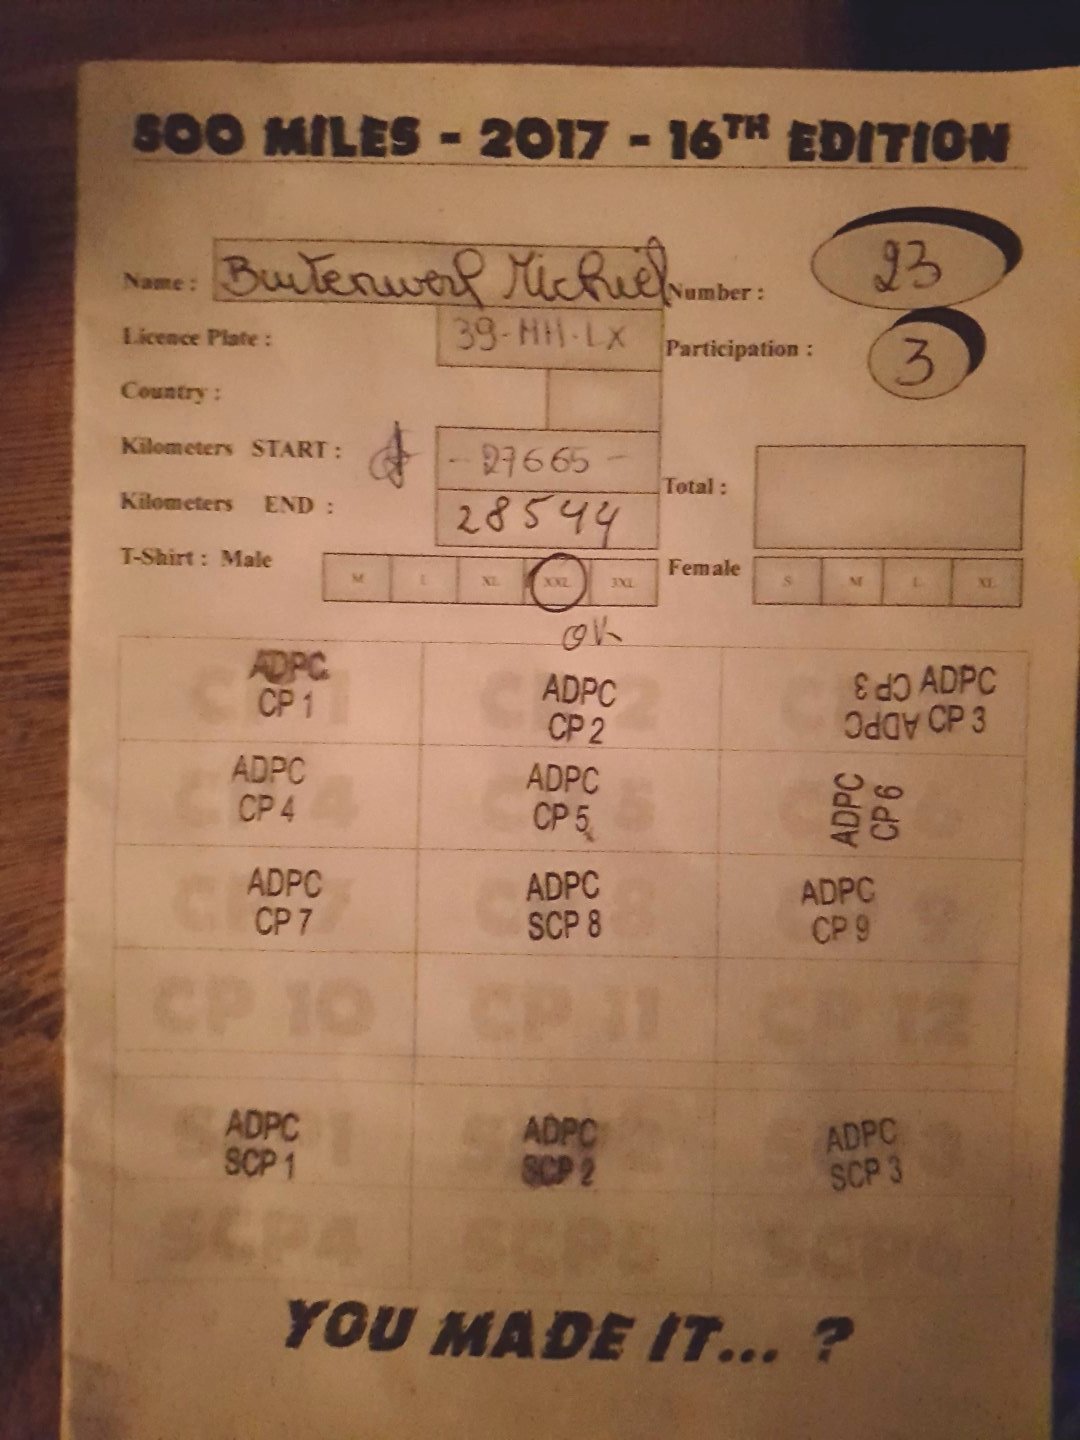 500 MILES - 2017 - 16TH EDITION
Name : Buitenwerf Michiel Number : 23
Licence Plate : 39-HH-LX Participation : 3
Country :
Kilometers START : - 27665 -
Total :
Kilometers END : 28544
T-Shirt : Male M L XL XXL 3XL Female S M L XL
OK
ADPC
CP 1
ADPC
CP 2
ADPC
CP 3
ADPC
CP 3
ADPC
CP 4
ADPC
CP 5
ADPC
CP 6
ADPC
CP 7
ADPC
SCP 8
ADPC
CP 9
CP 10 CP 11 CP 12
ADPC
SCP 1
ADPC
SCP 2
ADPC
SCP 3
SCP4 SCP5 SCP6
YOU MADE IT... ?